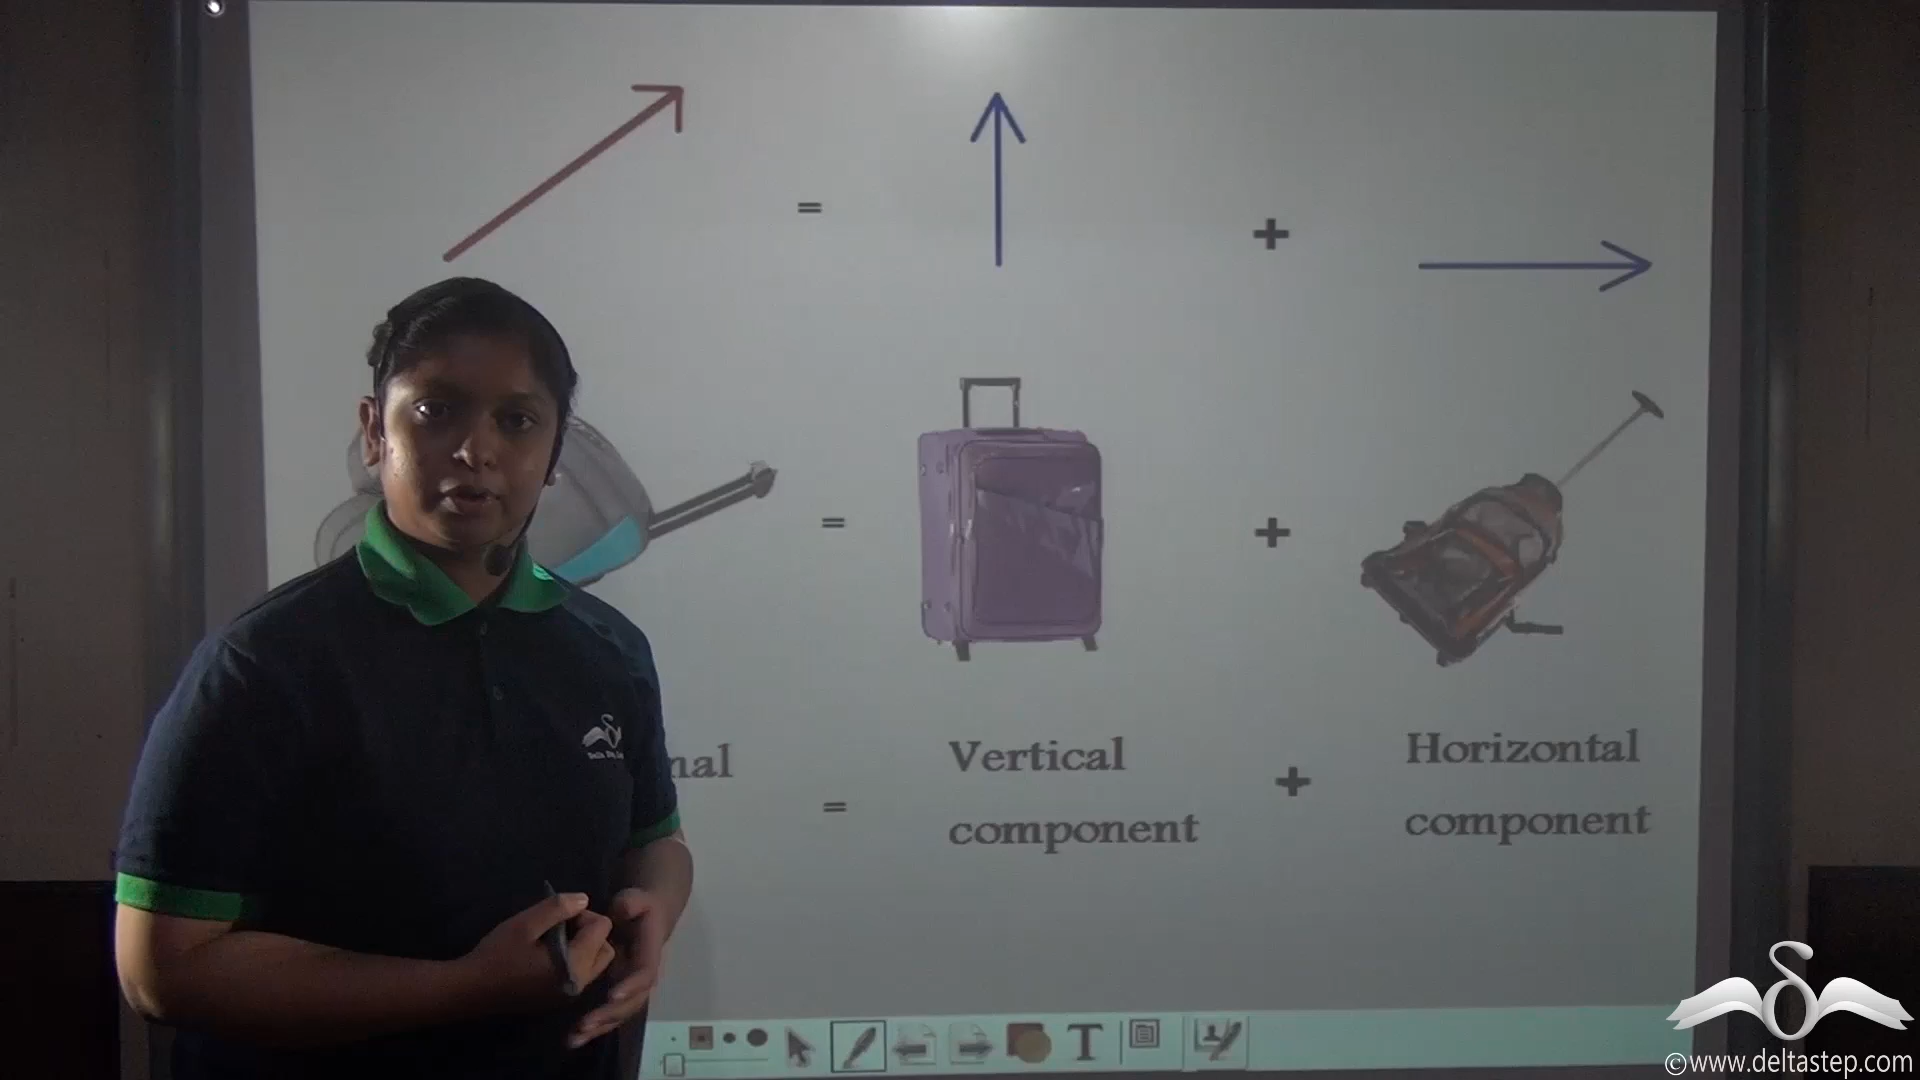 =
+
=
+
nal
=
Vertical
component
+
Horizontal
component
T
©www.deltastep.com